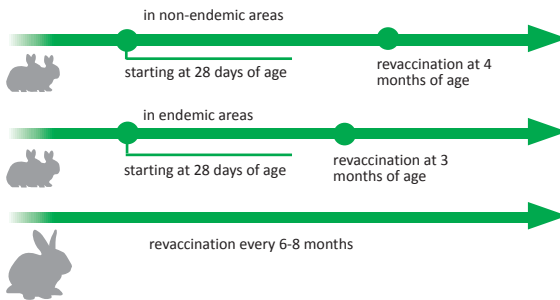 in non-endemic areas
starting at 28 days of age
revaccination at 4
months of age
in endemic areas
starting at 28 days of age
revaccination at 3
months of age
revaccination every 6-8 months